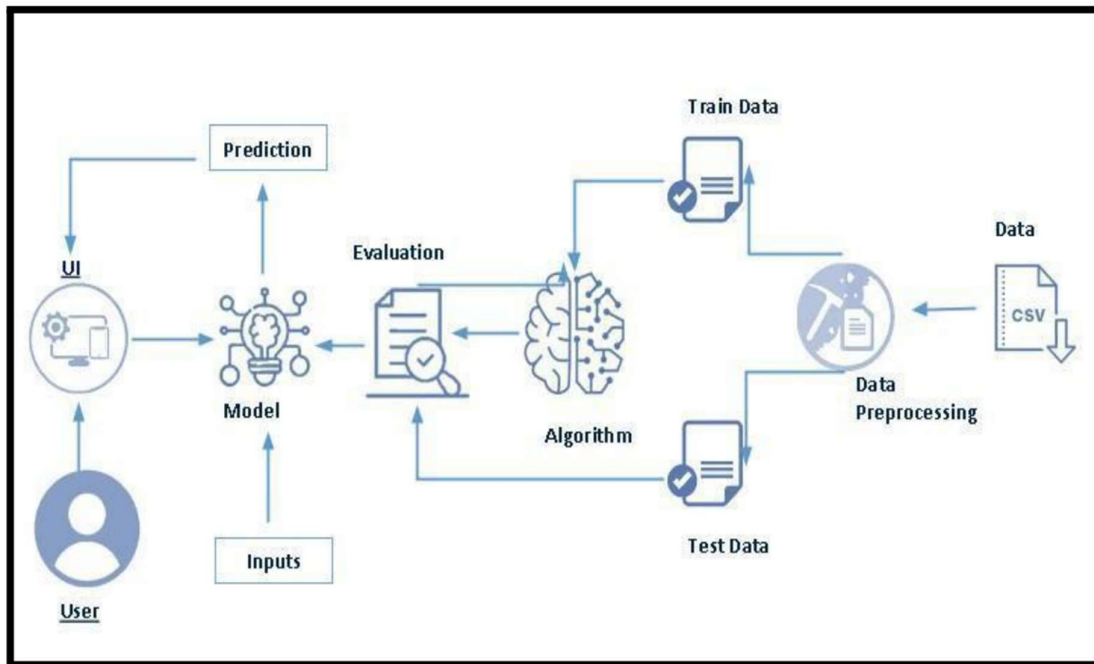 Train Data
Prediction
Data
Evaluation
UI
CSV
Data
Preprocessing
Model
Algorithm
Test Data
Inputs
User